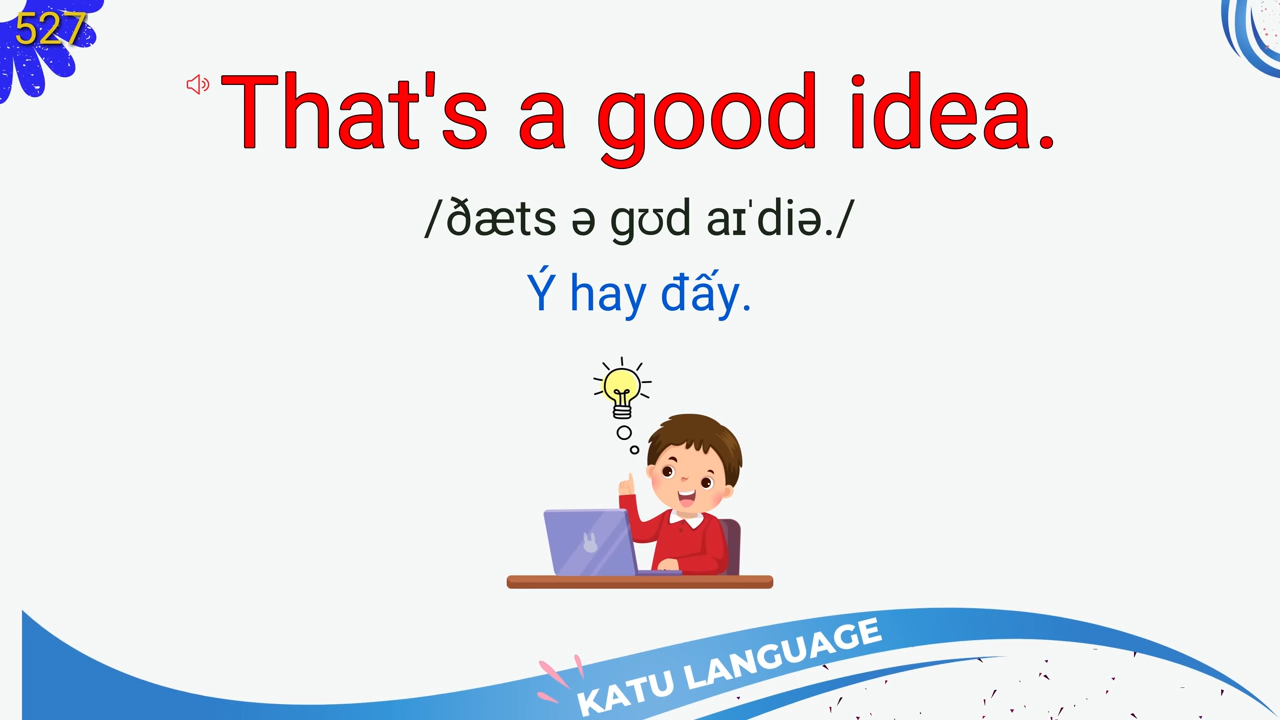 527
That's a good idea.
/ðæts ə gʊd aɪˈdiə./
Ý hay đấy.
KATU LANGUAGE